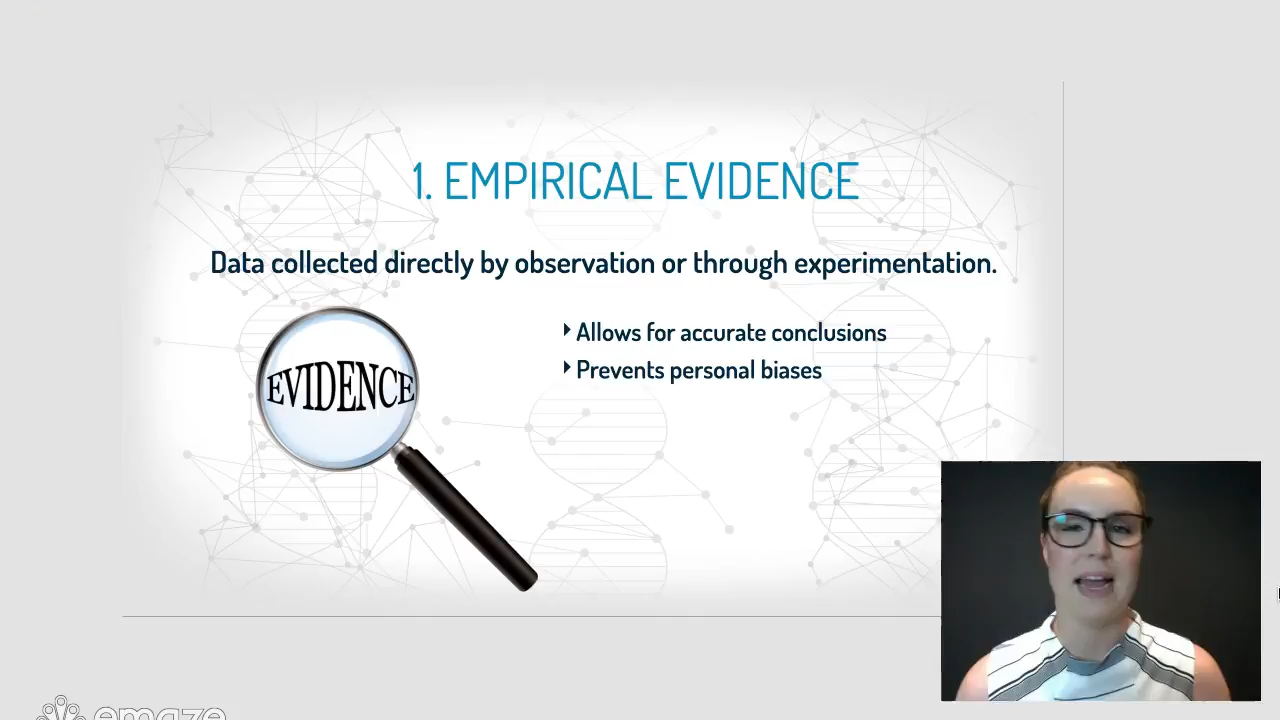 1. EMPIRICAL EVIDENCE
Data collected directly by observation or through experimentation.
Allows for accurate conclusions
Prevents personal biases
EVIDENCE
emaze